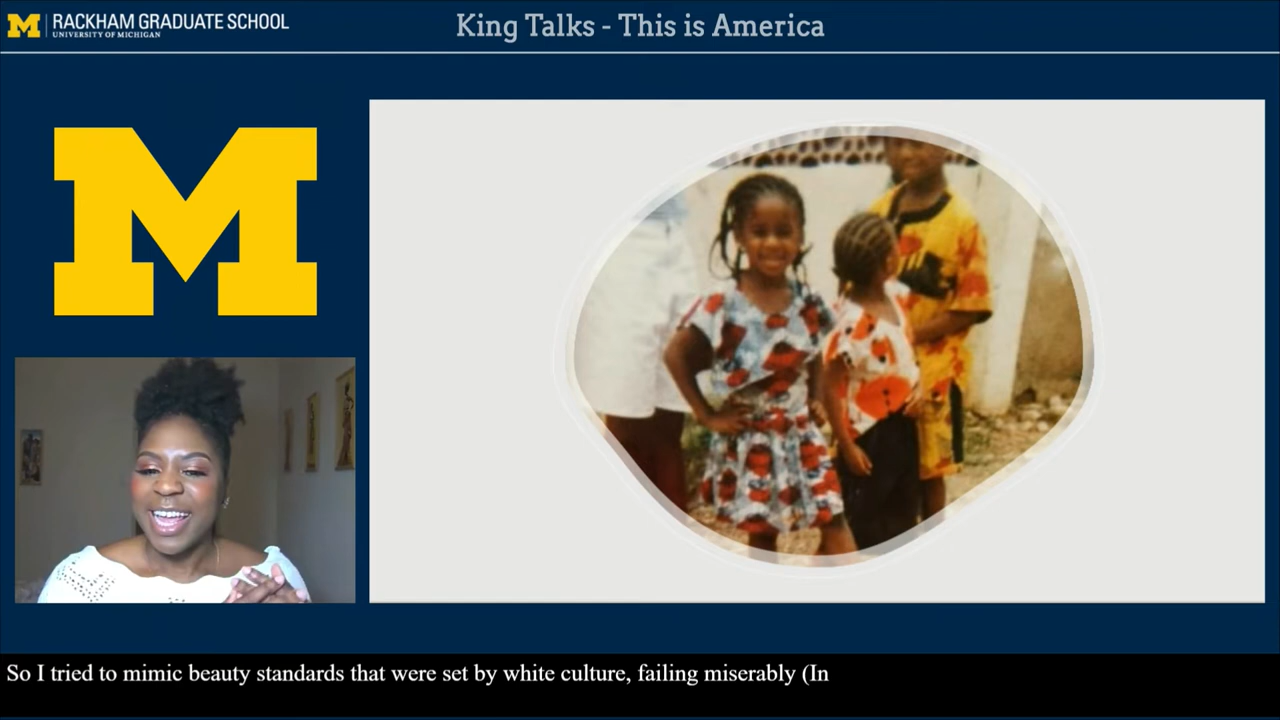 RACKHAM GRADUATE SCHOOL
UNIVERSITY OF MICHIGAN
King Talks - This is America
So I tried to mimic beauty standards that were set by white culture, failing miserably (In